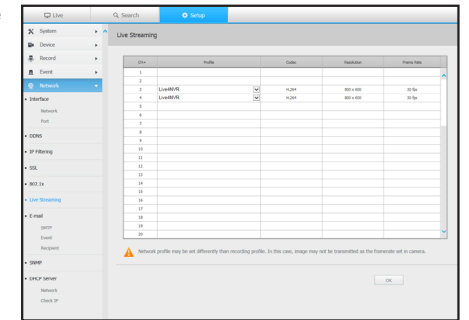 Live
Search
Setup
System
Device
Record
Event
Network
Interface
Network
Port
DDNS
IP Filtering
SSL
802.1x
Live Streaming
E-mail
SMTP
Event
Recipient
SNMP
DHCP Server
Network
Check IP
Live Streaming
CH Profile Codec Resolution Frame Rate
1
2
3 Live4NVR H.264 800 x 600 30 fps
4 Live4NVR H.264 800 x 600 30 fps
5
6
7
8
9
10
11
12
13
14
15
16
17
18
19
20
Network profile may be set differently than recording profile. In this case, image may not be transmitted as the framerate set in camera.
OK